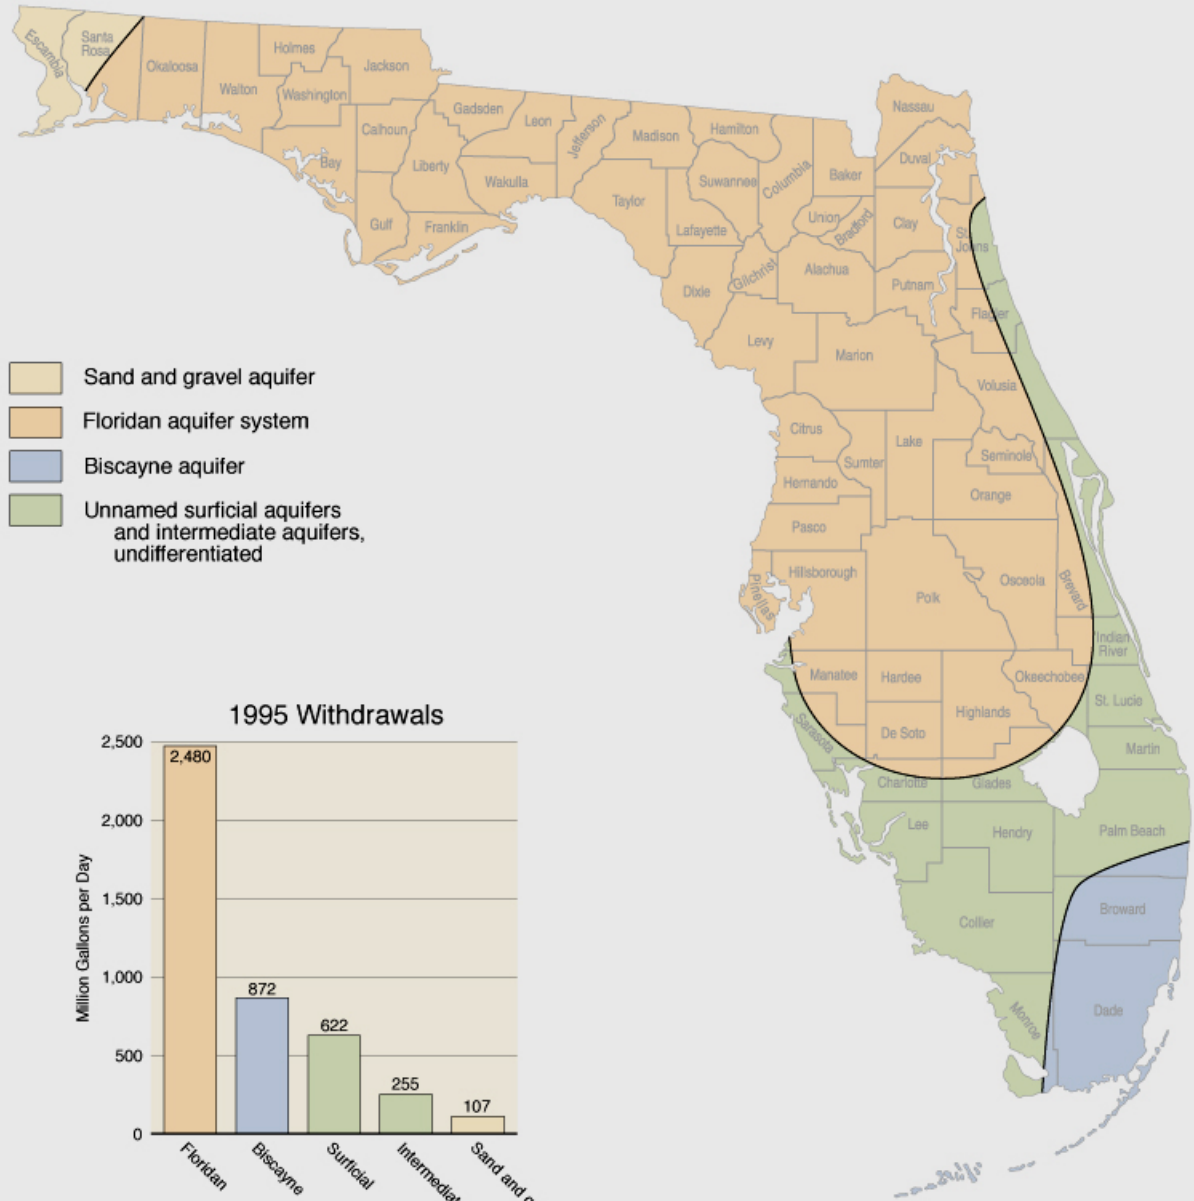 Escambia
Santa
Rosa
Okaloosa
Walton
Holmes
Washington
Jackson
Bay
Calhoun
Gulf
Liberty
Gadsden
Franklin
Leon
Wakulla
Jefferson
Madison
Taylor
Hamilton
Suwannee
Lafayette
Dixie
Columbia
Gilchrist
Baker
Union
Bradford
Alachua
Levy
Nassau
Duval
Clay
St.
Johns
Putnam
Flagler
Marion
Volusia
Citrus
Sumter
Lake
Seminole
Hernando
Orange
Pasco
Pinellas
Hillsborough
Polk
Osceola
Brevard
Indian
River
Manatee
Hardee
Okeechobee
St. Lucie
Sarasota
De Soto
Highlands
Martin
Charlotte
Glades
Lee
Hendry
Palm Beach
Collier
Broward
Monroe
Dade
Sand and gravel aquifer
Floridan aquifer system
Biscayne aquifer
Unnamed surficial aquifers
and intermediate aquifers,
undifferentiated
1995 Withdrawals
Million Gallons per Day
2,500
2,000
1,500
1,000
500
0
2,480
872
622
255
107
Floridan
Biscayne
Surficial
Intermediat
Sand and